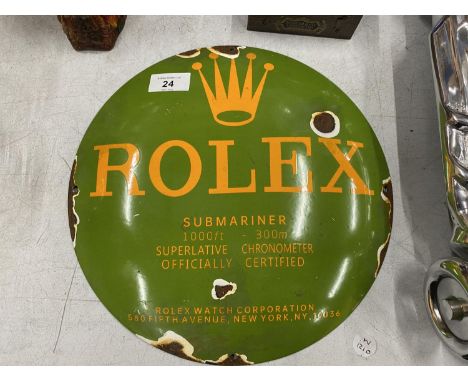 24
ROLEX
SUBMARINER
1000ft - 300m
SUPERLATIVE CHRONOMETER
OFFICIALLY CERTIFIED
ROLEX WATCH CORPORATION
580 FIFTH AVENUE, NEW YORK, NY. 10036